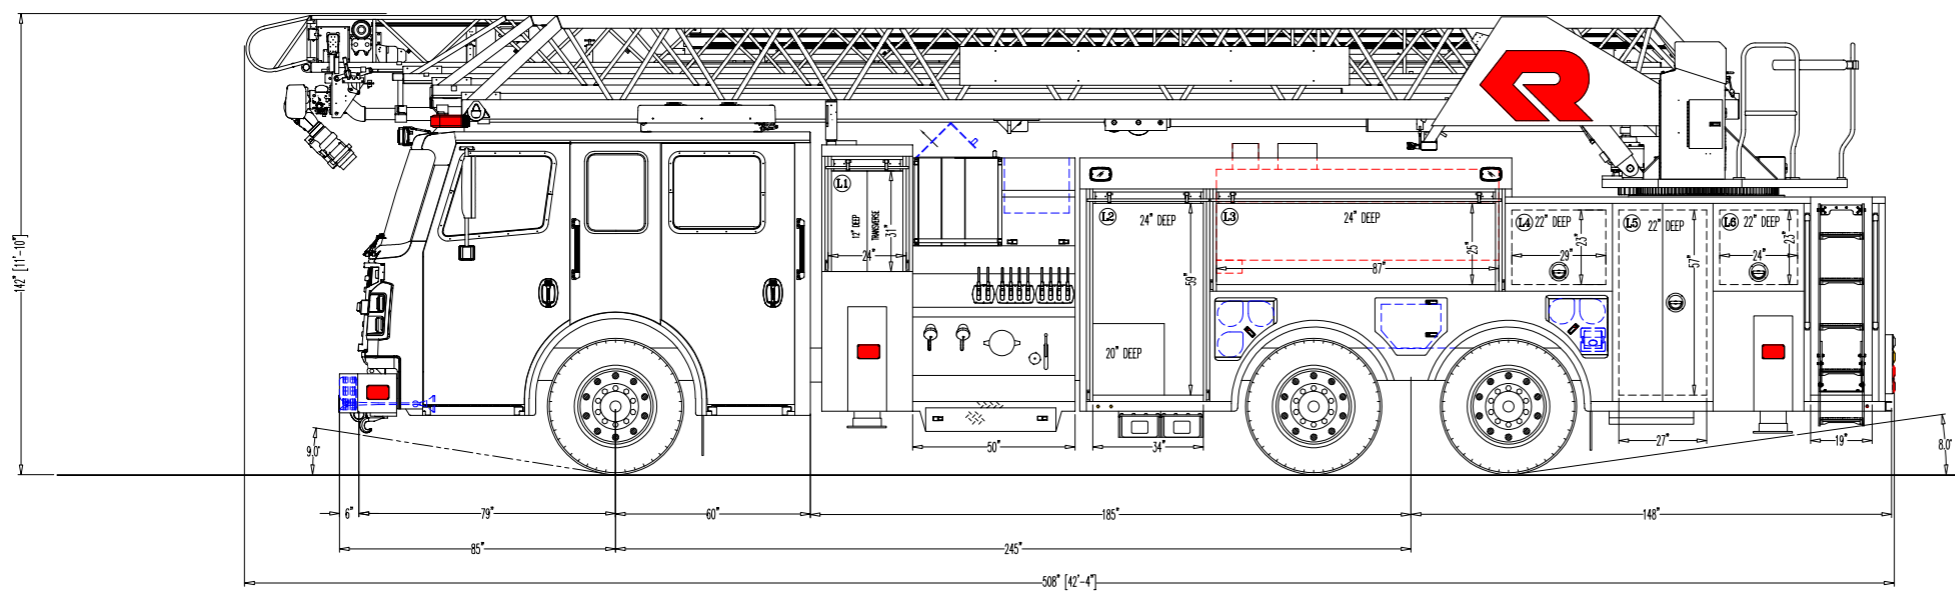 142" [11'-10"]
L1
12" DEEP
TRANSVERSE
31"
24"
L2
24" DEEP
59"
20" DEEP
L3
24" DEEP
25"
87"
L4
22" DEEP
23"
29"
L5
22" DEEP
57"
L6
22" DEEP
23"
24"
R
9.0°
50"
34"
27"
19"
8.0°
6"
79"
60"
185"
148"
85"
245"
508" [42'-4"]